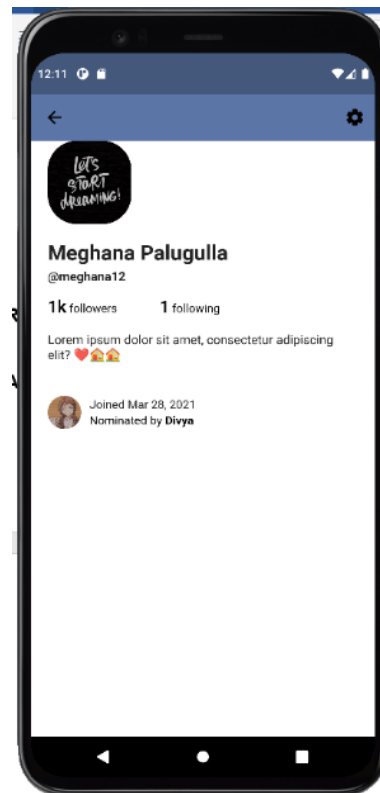 12:11
LET'S
START
dREAMING!
Meghana Palugulla
@meghana12
1k followers 1 following
Lorem ipsum dolor sit amet, consectetur adipiscing
elit? ❤️🏠🏠
Joined Mar 28, 2021
Nominated by Divya